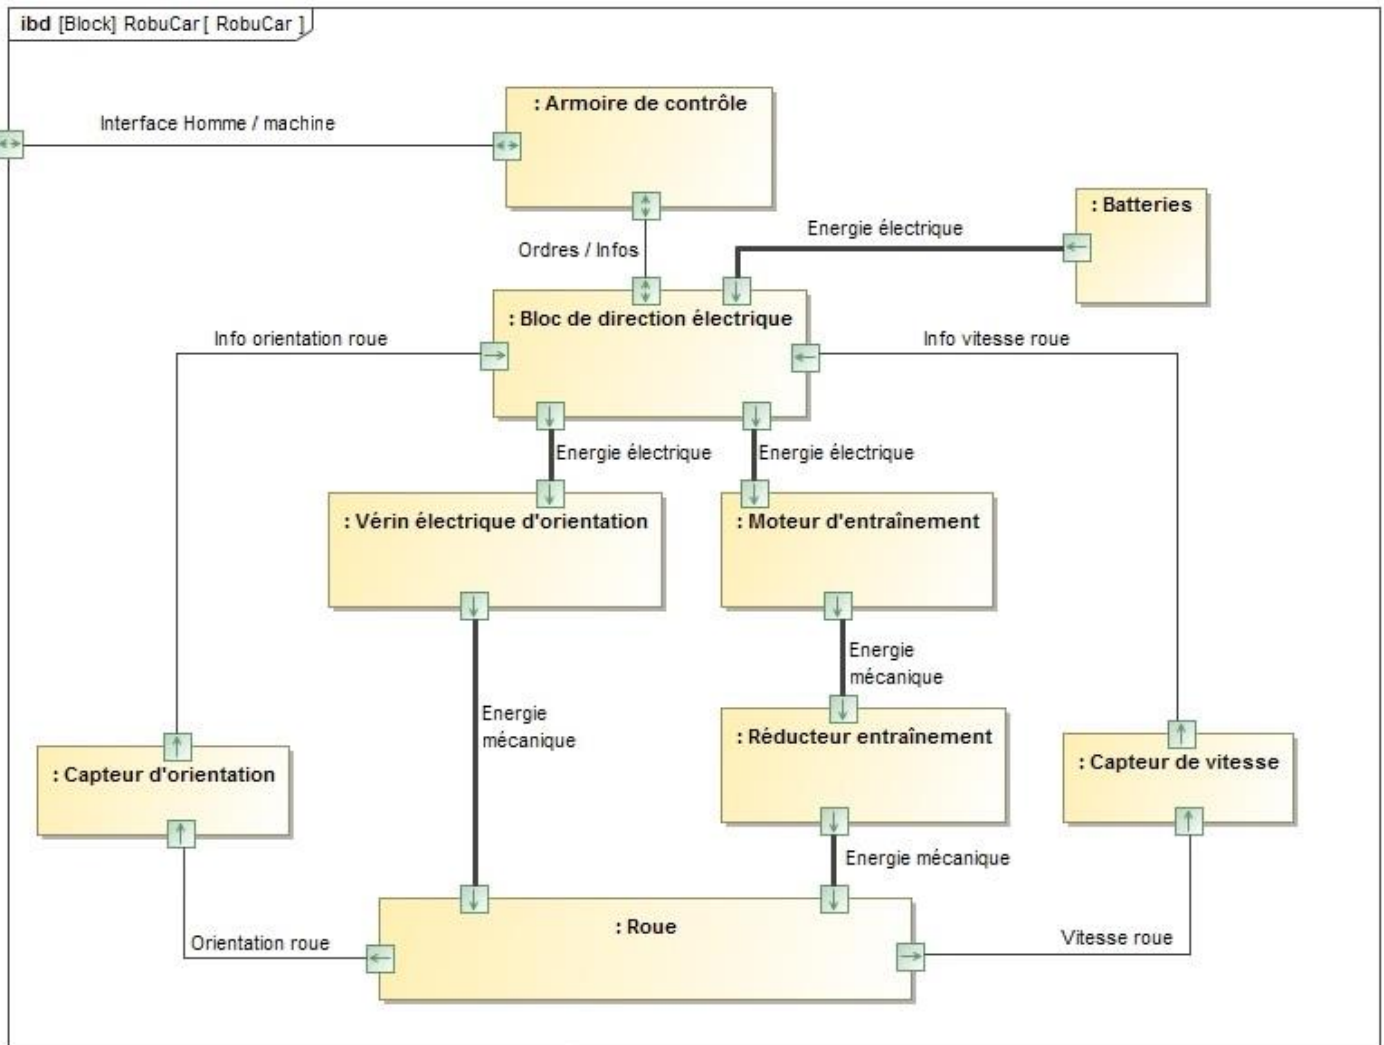 ibd [Block] RobuCar [ RobuCar ]
: Armoire de contrôle
Interface Homme / machine
: Batteries
Energie électrique
Ordres / Infos
: Bloc de direction électrique
Info orientation roue
Info vitesse roue
Energie électrique
Energie électrique
: Vérin électrique d'orientation
: Moteur d'entraînement
Energie
mécanique
Energie
mécanique
: Réducteur entraînement
: Capteur d'orientation
: Capteur de vitesse
Energie mécanique
: Roue
Orientation roue
Vitesse roue